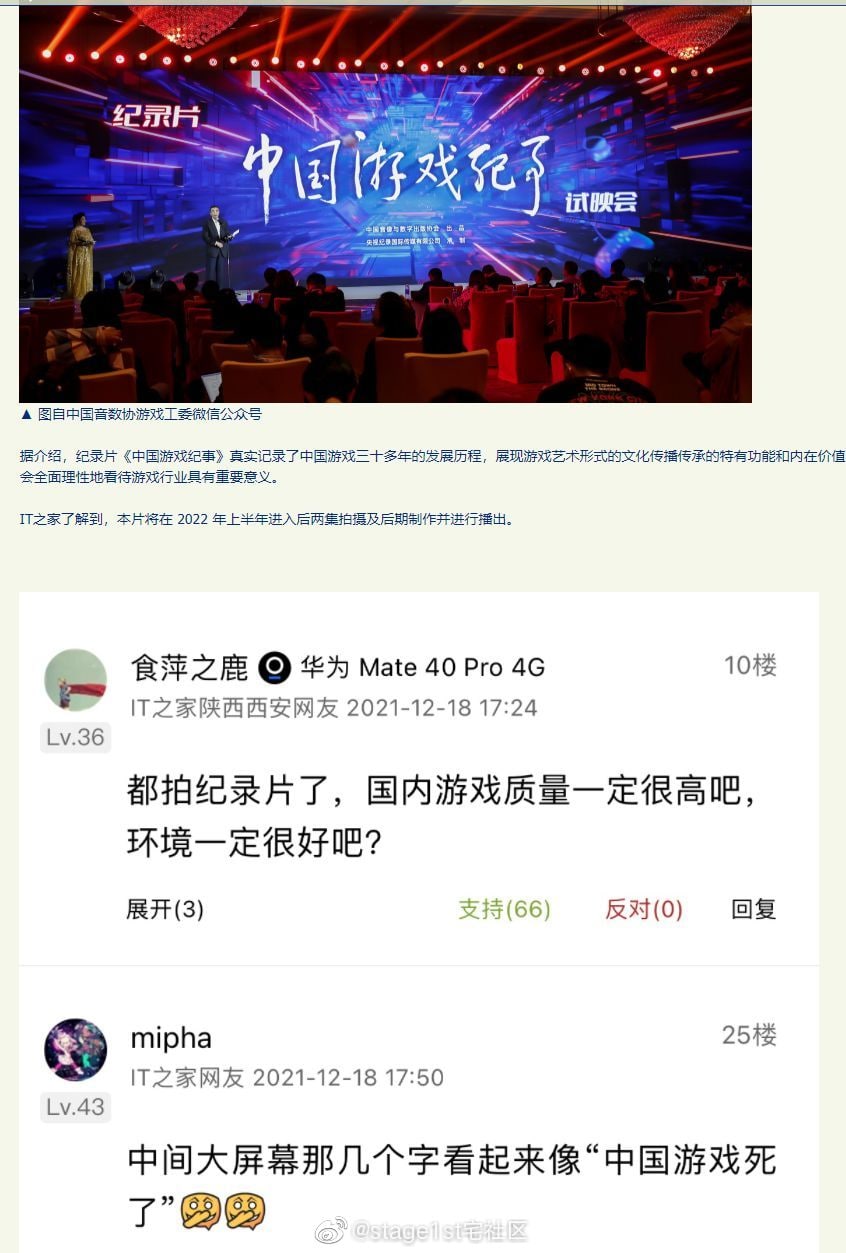 纪录片
中国游戏纪事
试映会
中国音像与数字出版协会 出 品
央视纪录国际传媒有限公司 承 制
▲ 图自中国音数协游戏工委微信公众号
据介绍，纪录片《中国游戏纪事》真实记录了中国游戏三十多年的发展历程，展现游戏艺术形式的文化传播传承的特有功能和内在价值
会全面理性地看待游戏行业具有重要意义。
IT之家了解到，本片将在 2022 年上半年进入后两集拍摄及后期制作并进行播出。
食萍之鹿 华为 Mate 40 Pro 4G 10楼
IT之家陕西西安网友 2021-12-18 17:24
Lv.36
都拍纪录片了，国内游戏质量一定很高吧，
环境一定很好吧？
展开(3) 支持(66) 反对(0) 回复
mipha 25楼
IT之家网友 2021-12-18 17:50
Lv.43
中间大屏幕那几个字看起来像“中国游戏死
了”
@stage1st宅社区